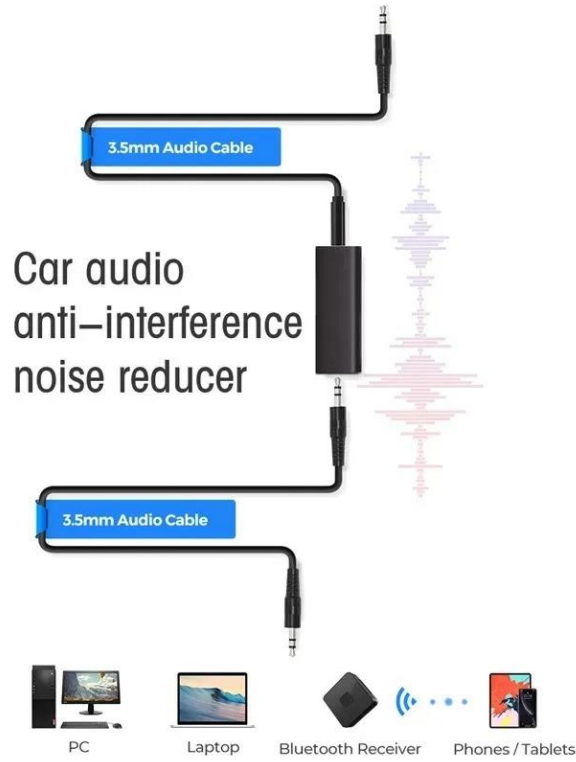 3.5mm Audio Cable
Car audio
anti–interference
noise reducer
3.5mm Audio Cable
PC
Laptop
Bluetooth Receiver
Phones / Tablets